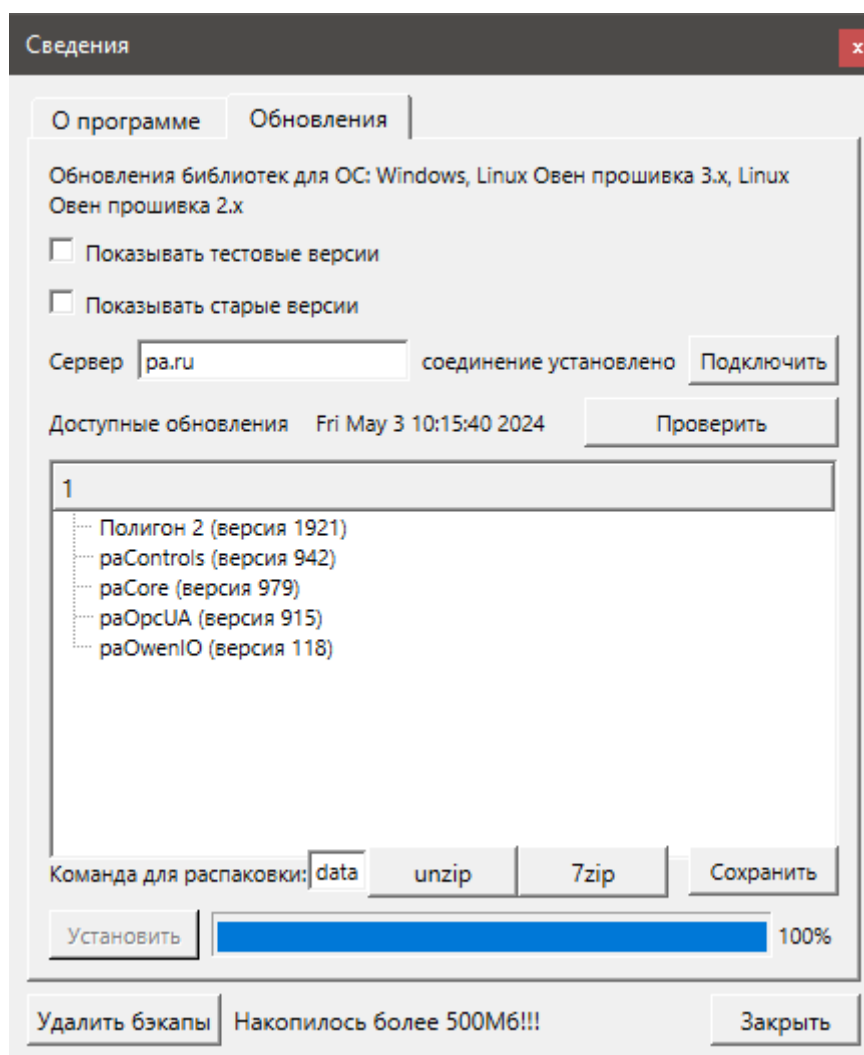 Сведения
x
О программе
Обновления
Обновления библиотек для ОС: Windows, Linux Овен прошивка 3.x, Linux
Овен прошивка 2.x
Показывать тестовые версии
Показывать старые версии
Сервер pa.ru соединение установлено Подключить
Доступные обновления Fri May 3 10:15:40 2024 Проверить
1
Полигон 2 (версия 1921)
paControls (версия 942)
paCore (версия 979)
paOpcUA (версия 915)
paOwenIO (версия 118)
Команда для распаковки: data unzip 7zip Сохранить
Установить 100%
Удалить бэкапы Накопилось более 500Мб!!! Закрыть